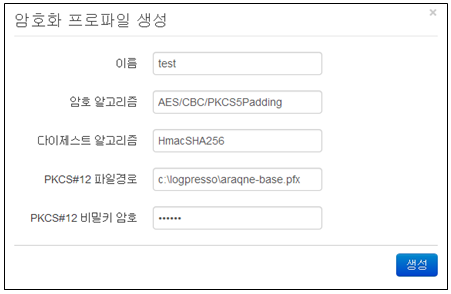 암호화 프로파일 생성
×
이름 test
암호 알고리즘 AES/CBC/PKCS5Padding
다이제스트 알고리즘 HmacSHA256
PKCS#12 파일경로 c:\logpresso\araqne-base.pfx
PKCS#12 비밀키 암호 ••••••
생성